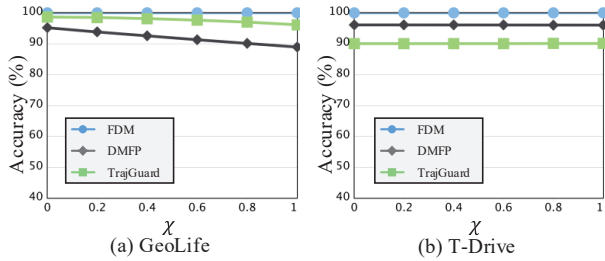 100
90
80
70
60
50
40
Accuracy (%)
FDM
DMFP
TrajGuard
0 0.2 0.4 0.6 0.8 1
χ
(a) GeoLife
100
90
80
70
60
50
40
Accuracy (%)
FDM
DMFP
TrajGuard
0 0.2 0.4 0.6 0.8 1
χ
(b) T-Drive